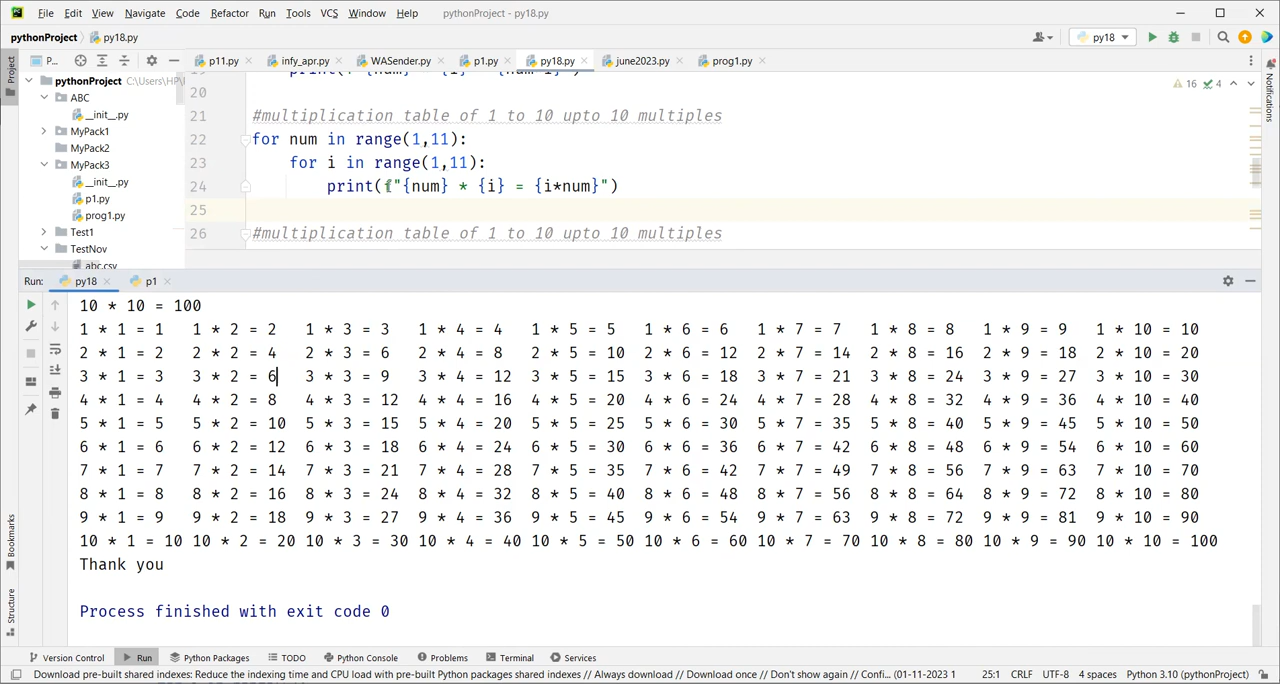 File Edit View Navigate Code Refactor Run Tools VCS Window Help pythonProject - py18.py
pythonProject py18.py py18
Project P... p11.py infy_apr.py WASender.py p1.py py18.py june2023.py prog1.py
pythonProject C:\Users\HP\
ABC
__init__.py
MyPack1
MyPack2
MyPack3
__init__.py
p1.py
prog1.py
Test1
TestNov
abc.csv
16 4
Notifications
20
21 #multiplication table of 1 to 10 upto 10 multiples
22 for num in range(1,11):
23 for i in range(1,11):
24 print(f"{num} * {i} = {i*num}")
25
26 #multiplication table of 1 to 10 upto 10 multiples
Run: py18 p1
10 * 10 = 100
1 * 1 = 1 1 * 2 = 2 1 * 3 = 3 1 * 4 = 4 1 * 5 = 5 1 * 6 = 6 1 * 7 = 7 1 * 8 = 8 1 * 9 = 9 1 * 10 = 10
2 * 1 = 2 2 * 2 = 4 2 * 3 = 6 2 * 4 = 8 2 * 5 = 10 2 * 6 = 12 2 * 7 = 14 2 * 8 = 16 2 * 9 = 18 2 * 10 = 20
3 * 1 = 3 3 * 2 = 6 3 * 3 = 9 3 * 4 = 12 3 * 5 = 15 3 * 6 = 18 3 * 7 = 21 3 * 8 = 24 3 * 9 = 27 3 * 10 = 30
4 * 1 = 4 4 * 2 = 8 4 * 3 = 12 4 * 4 = 16 4 * 5 = 20 4 * 6 = 24 4 * 7 = 28 4 * 8 = 32 4 * 9 = 36 4 * 10 = 40
5 * 1 = 5 5 * 2 = 10 5 * 3 = 15 5 * 4 = 20 5 * 5 = 25 5 * 6 = 30 5 * 7 = 35 5 * 8 = 40 5 * 9 = 45 5 * 10 = 50
6 * 1 = 6 6 * 2 = 12 6 * 3 = 18 6 * 4 = 24 6 * 5 = 30 6 * 6 = 36 6 * 7 = 42 6 * 8 = 48 6 * 9 = 54 6 * 10 = 60
7 * 1 = 7 7 * 2 = 14 7 * 3 = 21 7 * 4 = 28 7 * 5 = 35 7 * 6 = 42 7 * 7 = 49 7 * 8 = 56 7 * 9 = 63 7 * 10 = 70
8 * 1 = 8 8 * 2 = 16 8 * 3 = 24 8 * 4 = 32 8 * 5 = 40 8 * 6 = 48 8 * 7 = 56 8 * 8 = 64 8 * 9 = 72 8 * 10 = 80
9 * 1 = 9 9 * 2 = 18 9 * 3 = 27 9 * 4 = 36 9 * 5 = 45 9 * 6 = 54 9 * 7 = 63 9 * 8 = 72 9 * 9 = 81 9 * 10 = 90
10 * 1 = 10 10 * 2 = 20 10 * 3 = 30 10 * 4 = 40 10 * 5 = 50 10 * 6 = 60 10 * 7 = 70 10 * 8 = 80 10 * 9 = 90 10 * 10 = 100
Thank you
Process finished with exit code 0
Bookmarks
Structure
Version Control Run Python Packages TODO Python Console Problems Terminal Services
Download pre-built shared indexes: Reduce the indexing time and CPU load with pre-built Python packages shared indexes // Always download // Download once // Don't show again // Confi... (01-11-2023 1 25:1 CRLF UTF-8 4 spaces Python 3.10 (pythonProject)